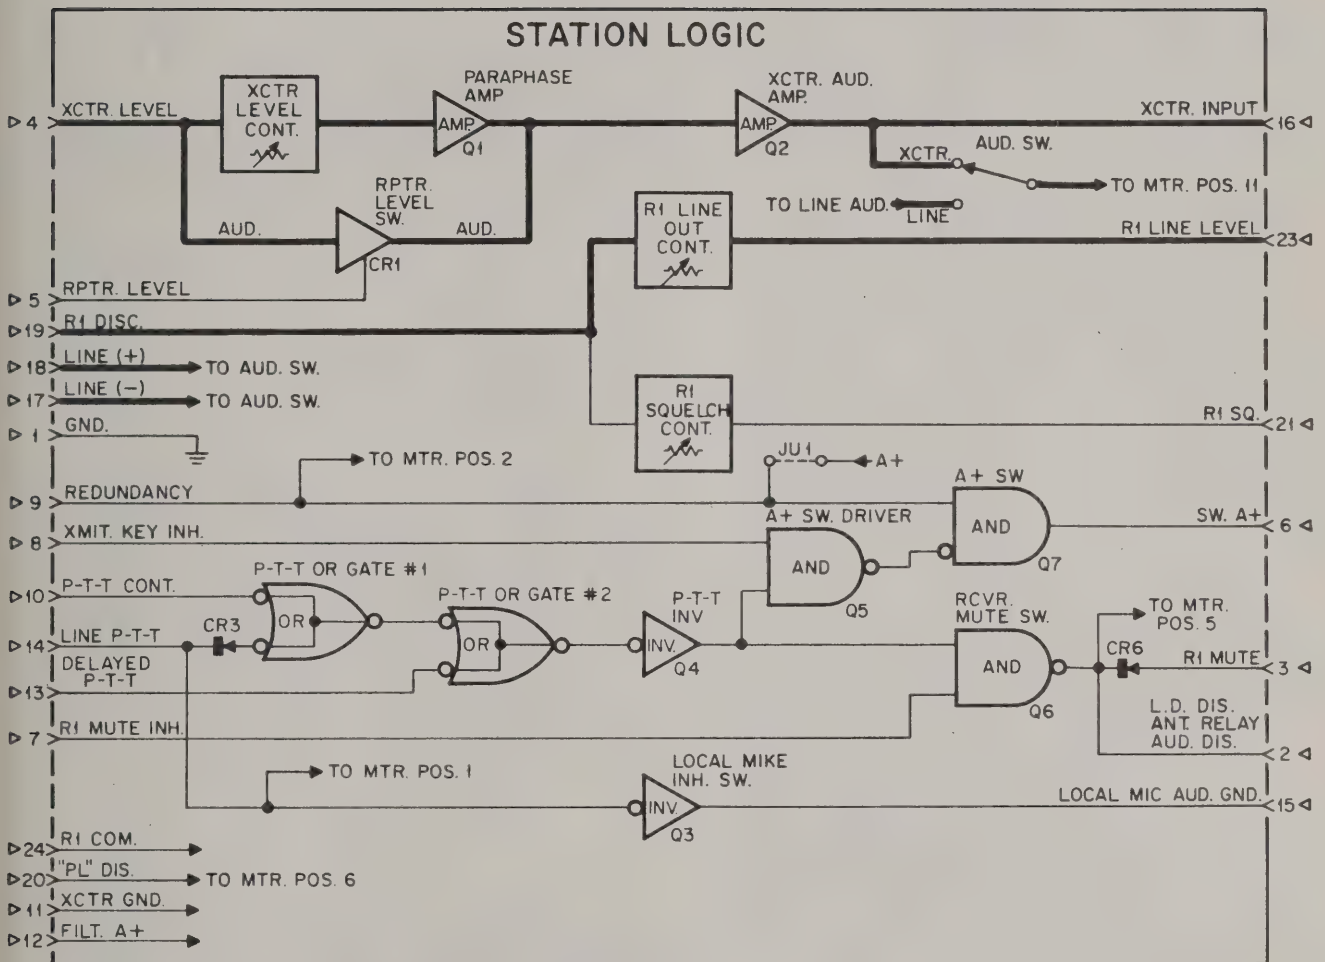 STATION LOGIC
4
XCTR. LEVEL
XCTR
LEVEL
CONT.
PARAPHASE
AMP
AMP.
Q1
XCTR. AUD.
AMP.
AMP.
Q2
XCTR. INPUT
16
AUD. SW.
XCTR.
TO MTR. POS. 11
TO LINE AUD.
LINE
AUD.
RPTR.
LEVEL
SW.
CR1
AUD.
R1 LINE
OUT
CONT.
R1 LINE LEVEL
23
5
RPTR. LEVEL
19
R1 DISC.
18
LINE (+)
TO AUD. SW.
17
LINE (-)
TO AUD. SW.
1
GND.
R1
SQUELCH
CONT.
R1 SQ.
21
TO MTR. POS. 2
JU1
A+
9
REDUNDANCY
A+ SW
AND
Q7
SW. A+
6
8
XMIT. KEY INH.
A+ SW. DRIVER
AND
Q5
10
P-T-T CONT.
P-T-T OR GATE #1
OR
P-T-T OR GATE #2
OR
P-T-T
INV
INV.
Q4
RCVR.
MUTE SW.
AND
Q6
TO MTR.
POS. 5
14
LINE P-T-T
CR3
CR6
R1 MUTE
3
13
DELAYED
P-T-T
7
R1 MUTE INH.
L.D. DIS.
ANT. RELAY
AUD. DIS.
2
TO MTR. POS. 1
LOCAL MIKE
INH. SW.
INV.
Q3
LOCAL MIC AUD. GND.
15
24
R1 COM.
20
"PL" DIS.
TO MTR. POS. 6
11
XCTR GND.
12
FILT. A+